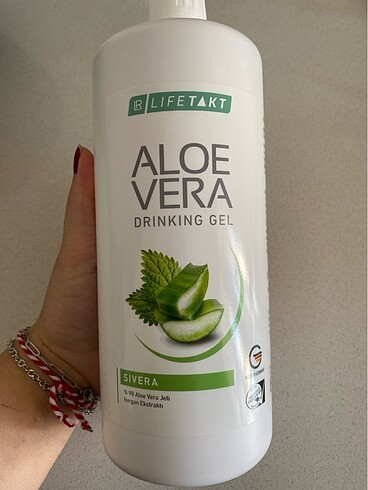 LR LIFETAKT
ALOE
VERA
DRINKING GEL
SIVERA
% 90 Aloe Vera Jeli
Isırgan Ekstraktı